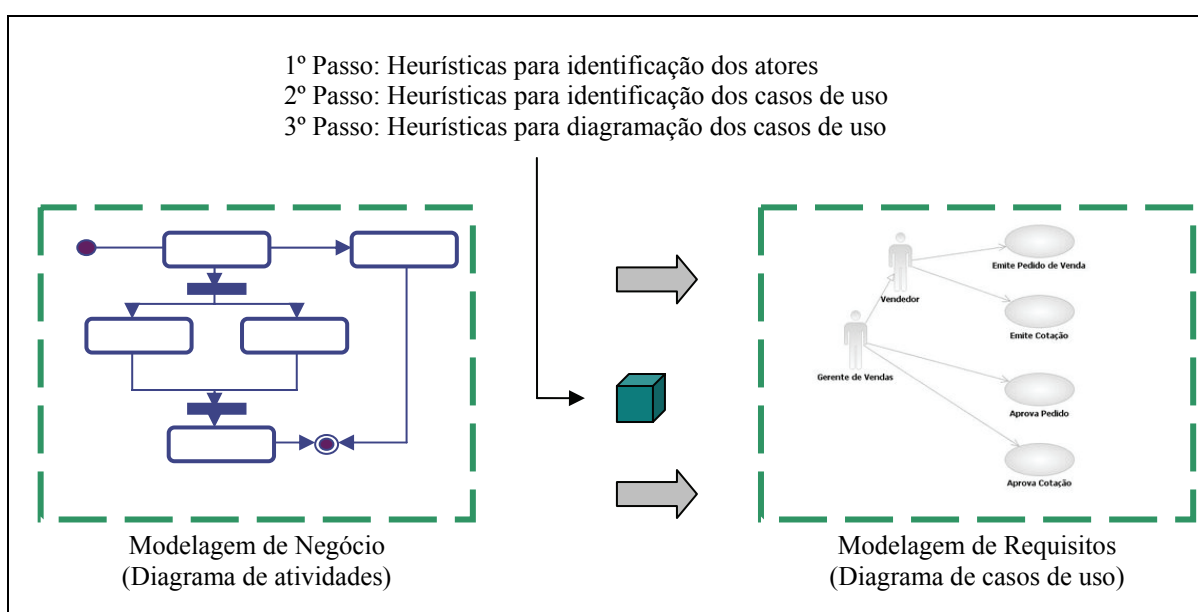 1º Passo: Heurísticas para identificação dos atores
2º Passo: Heurísticas para identificação dos casos de uso
3º Passo: Heurísticas para diagramação dos casos de uso
Emite Pedido de Venda
Vendedor
Emite Cotação
Gerente de Vendas
Aprova Pedido
Aprova Cotação
Modelagem de Negócio
(Diagrama de atividades)
Modelagem de Requisitos
(Diagrama de casos de uso)